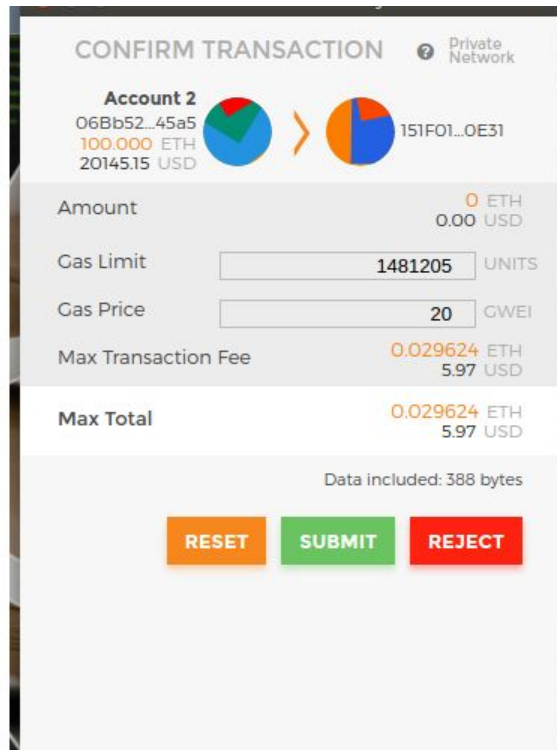 CONFIRM TRANSACTION ? Private Network
Account 2
06Bb52...45a5
100.000 ETH
20145.15 USD
151F01...0E31
Amount 0 ETH
0.00 USD
Gas Limit 1481205 UNITS
Gas Price 20 GWEI
Max Transaction Fee 0.029624 ETH
5.97 USD
Max Total 0.029624 ETH
5.97 USD
Data included: 388 bytes
RESET SUBMIT REJECT